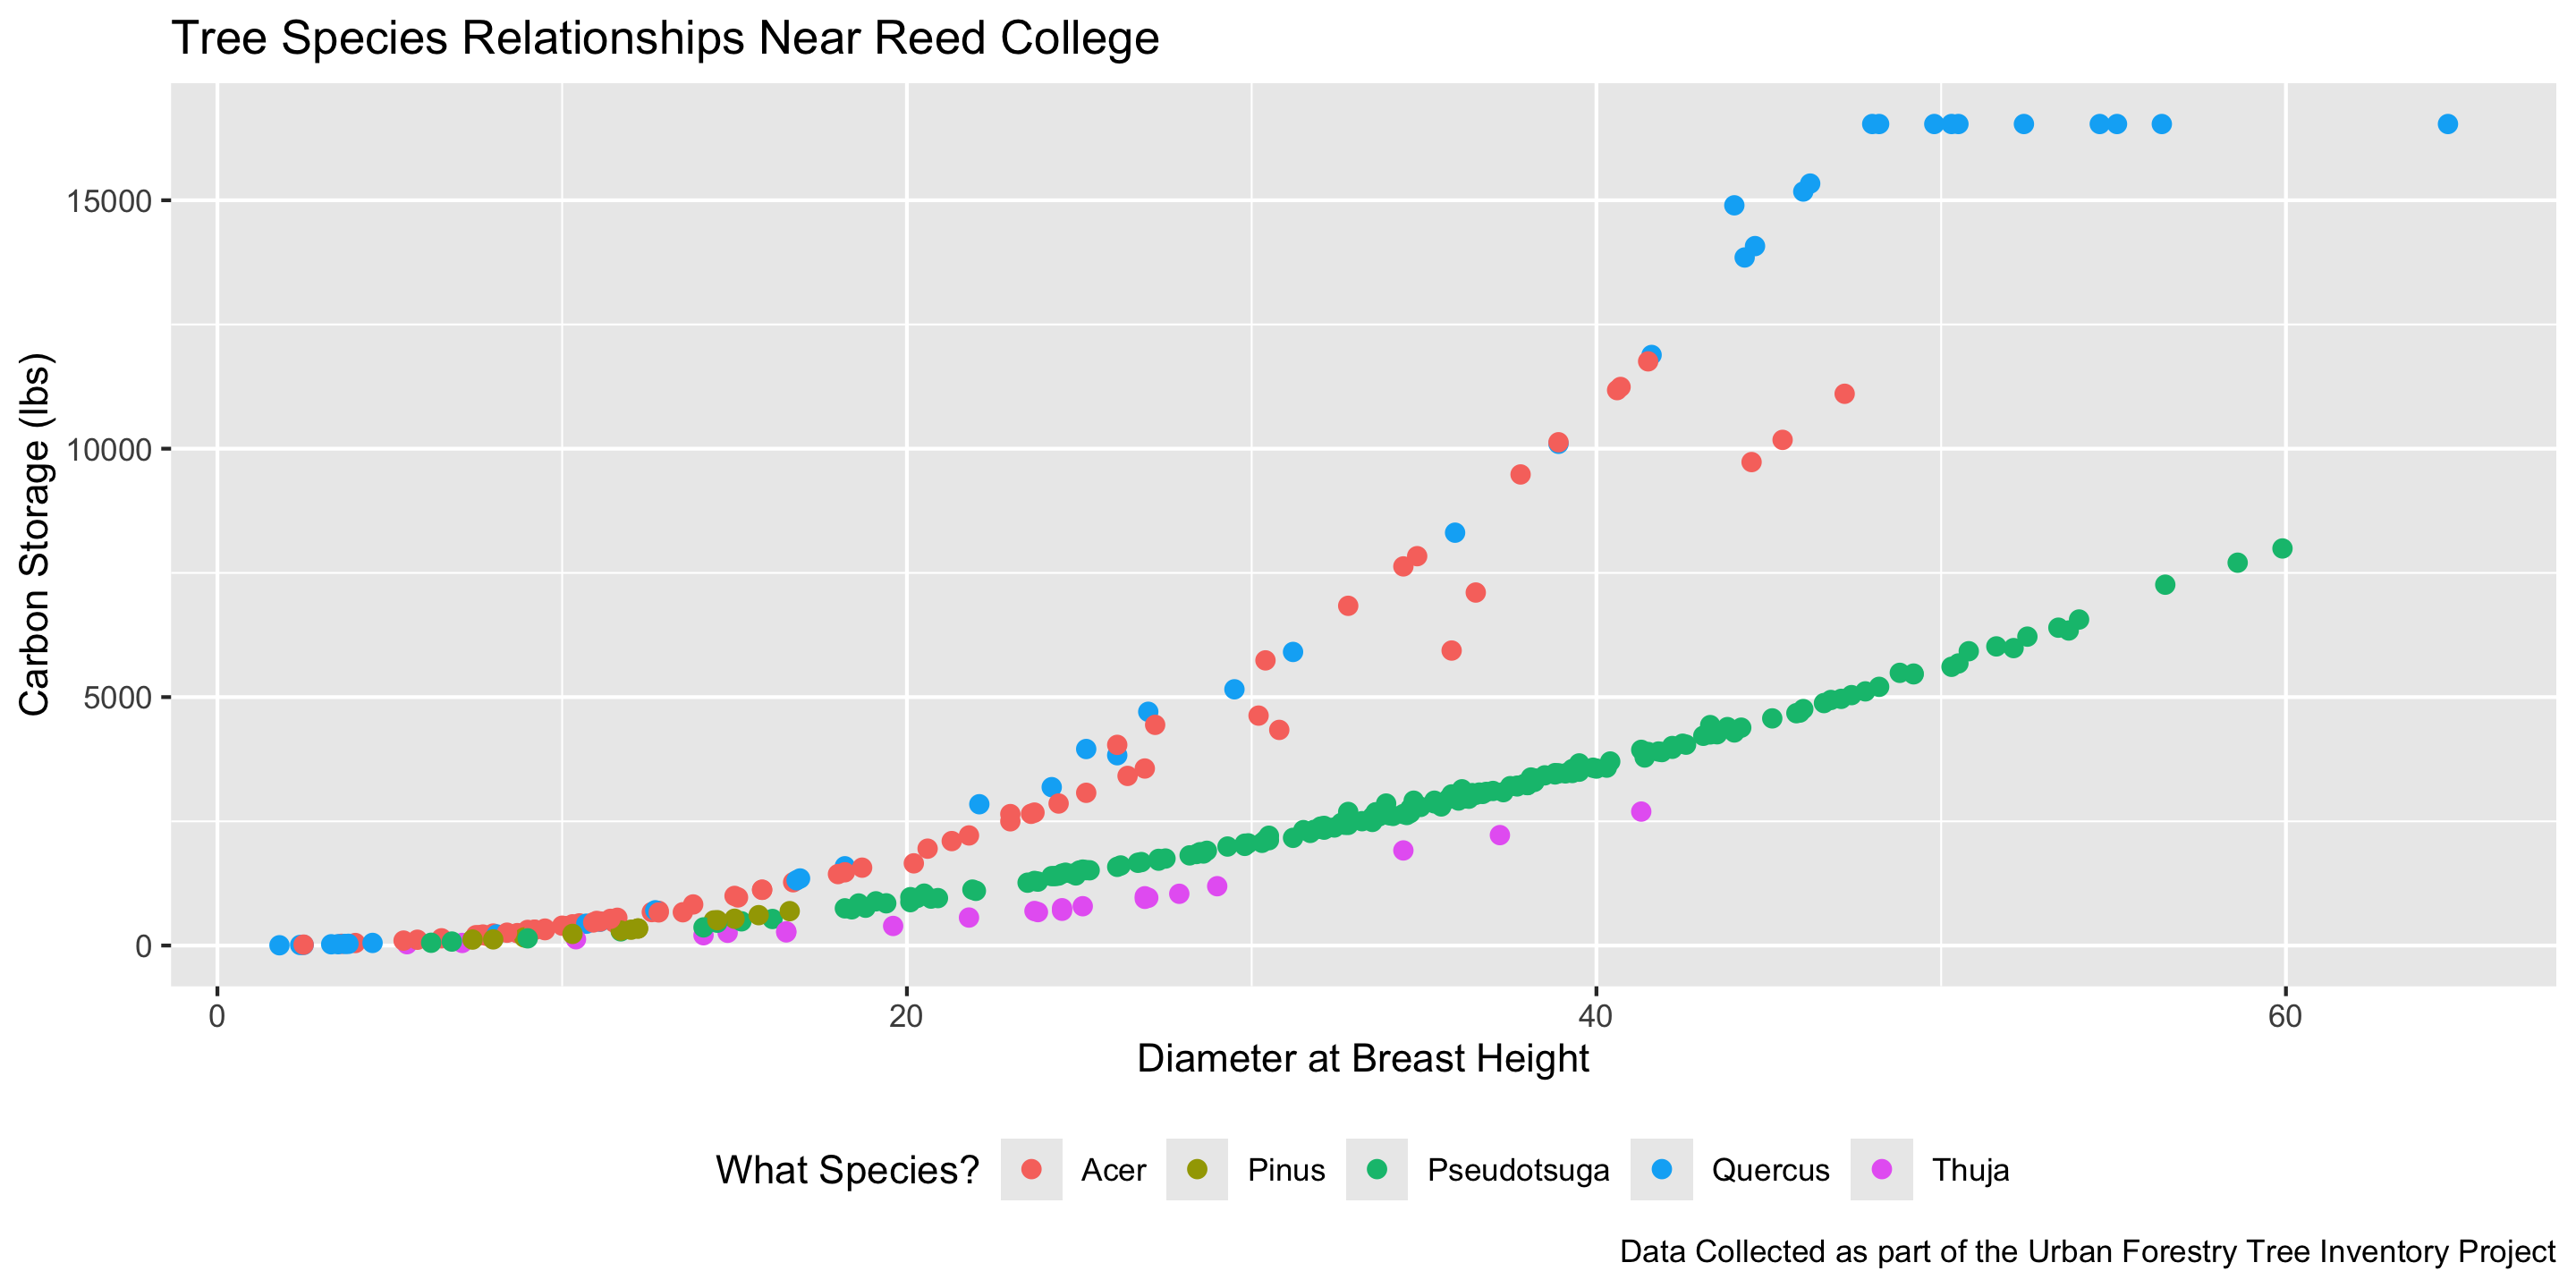 Tree Species Relationships Near Reed College
Carbon Storage (lbs)
15000
10000
5000
0
0 20 40 60
Diameter at Breast Height
What Species? Acer Pinus Pseudotsuga Quercus Thuja
Data Collected as part of the Urban Forestry Tree Inventory Project